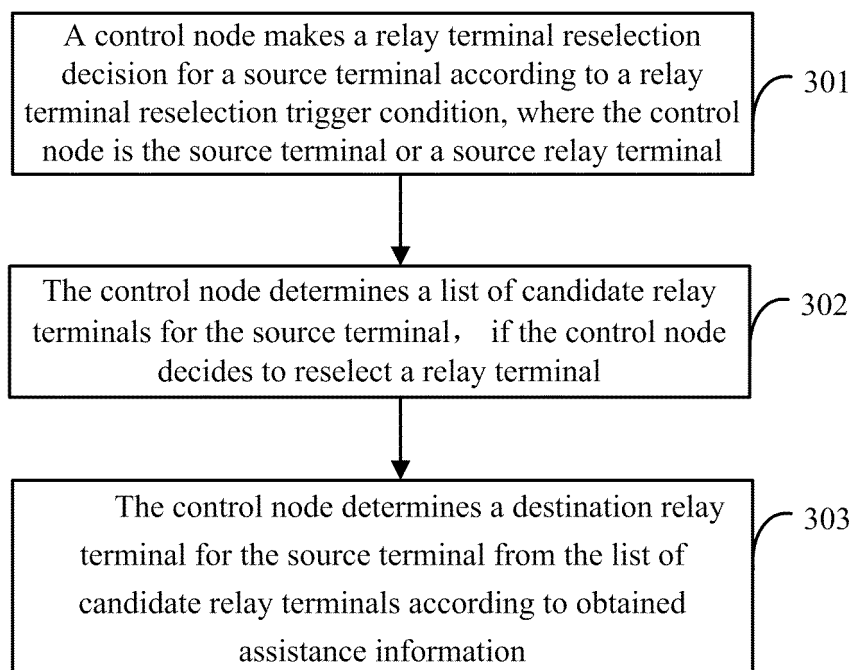 A control node makes a relay terminal reselection
decision for a source terminal according to a relay
terminal reselection trigger condition, where the control
node is the source terminal or a source relay terminal
301
The control node determines a list of candidate relay
terminals for the source terminal， if the control node
decides to reselect a relay terminal
302
The control node determines a destination relay
terminal for the source terminal from the list of
candidate relay terminals according to obtained
assistance information
303